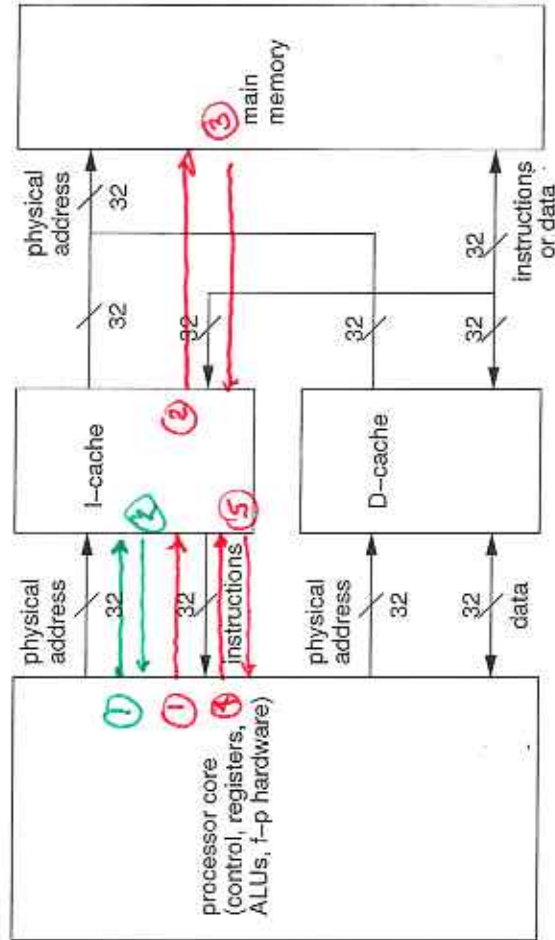 processor core
(control, registers,
ALUs, f–p hardware)
physical
address
32
①
②
①
32
instructions
④
⑤
physical
address
32
32
data
I–cache
②
D–cache
32
32
32
32
physical
address
32
32
instructions
or data
③
main
memory